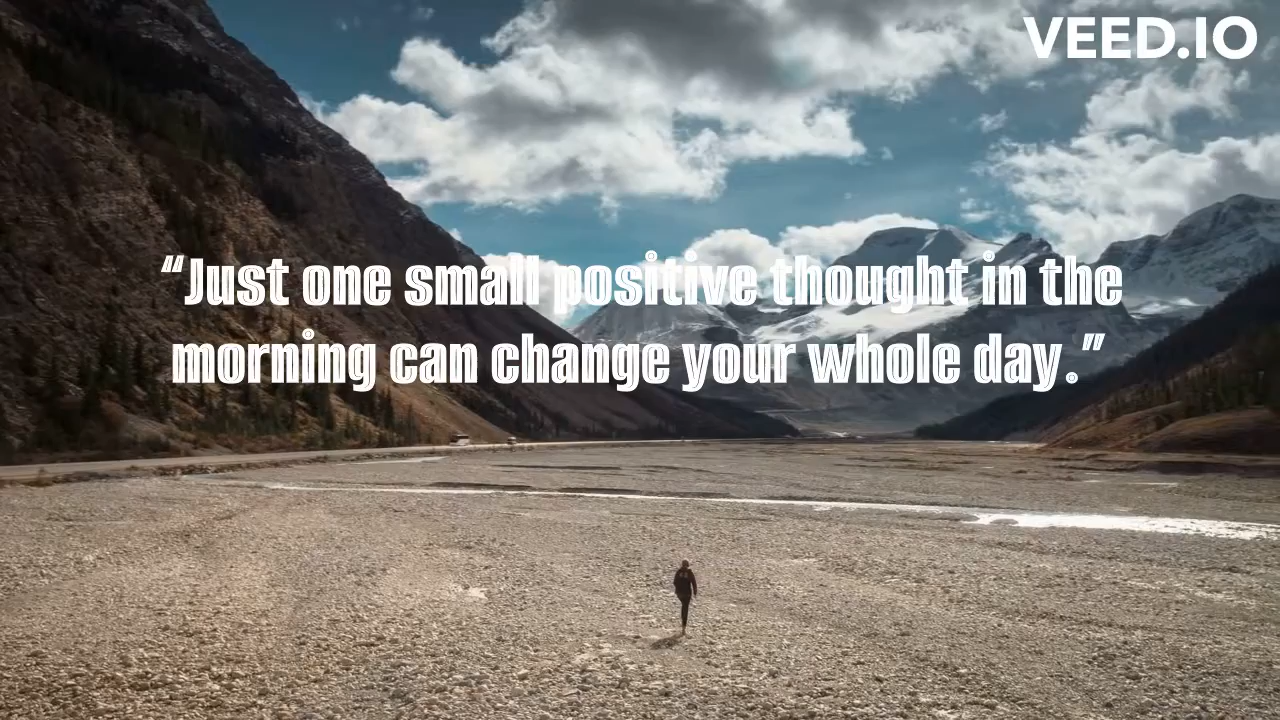 VEED.IO
“Just one small positive thought in the
morning can change your whole day.”